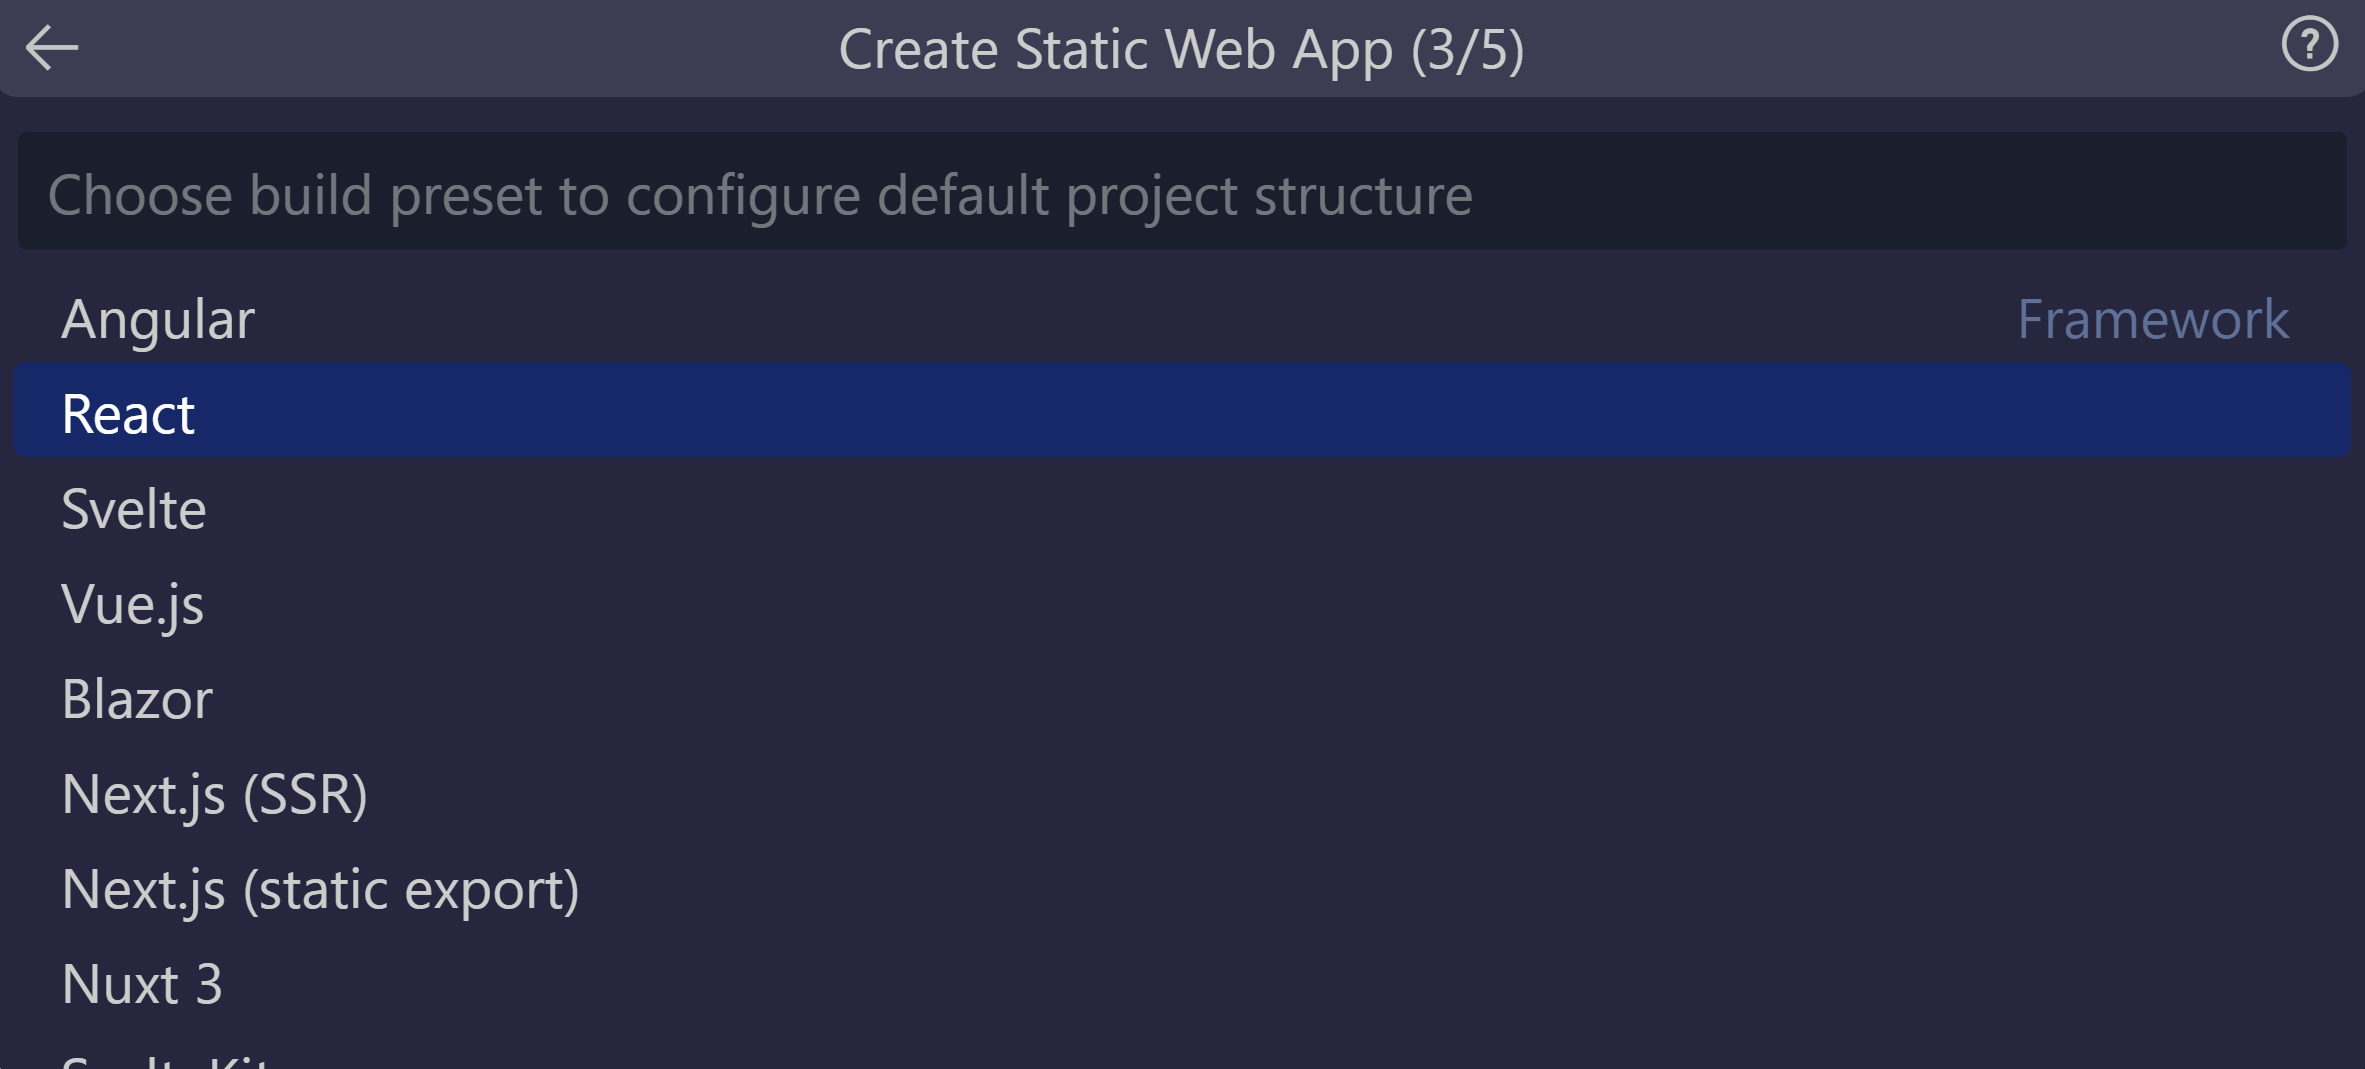 Create Static Web App (3/5)
Choose build preset to configure default project structure
Angular Framework
React
Svelte
Vue.js
Blazor
Next.js (SSR)
Next.js (static export)
Nuxt 3